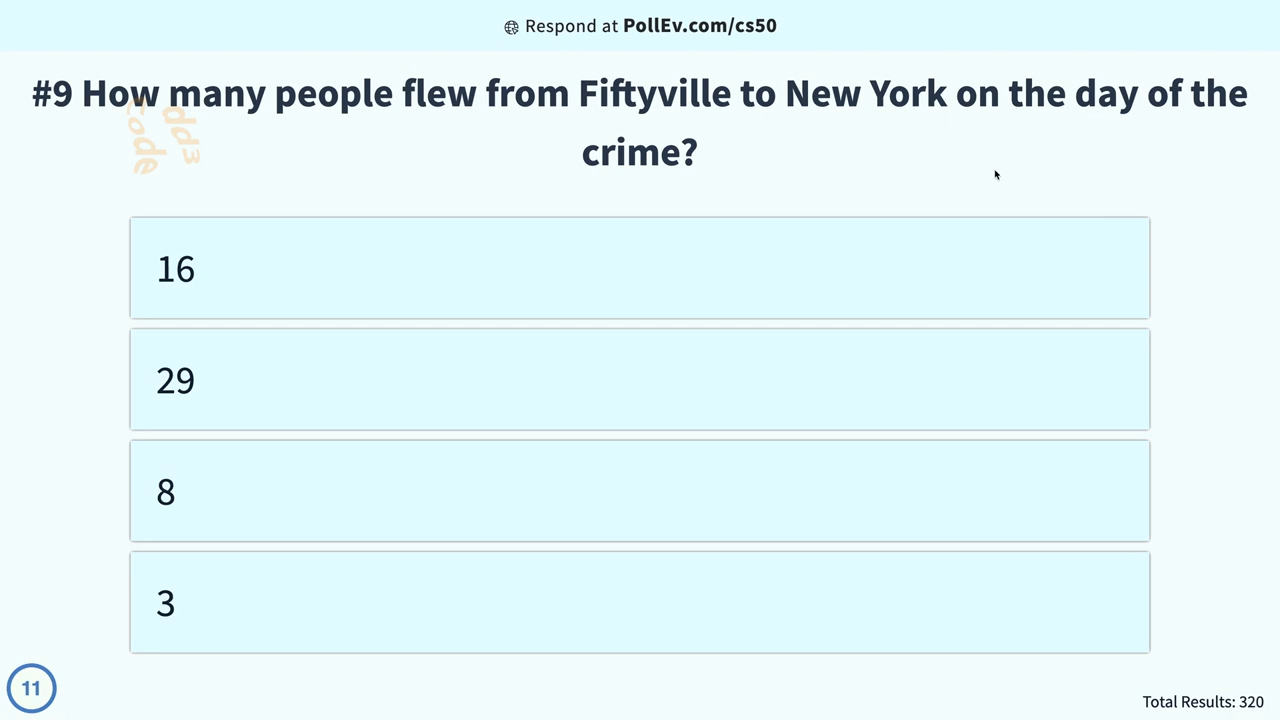 Respond at PollEv.com/cs50
#9 How many people flew from Fiftyville to New York on the day of the
crime?
code
16
29
8
3
11
Total Results: 320